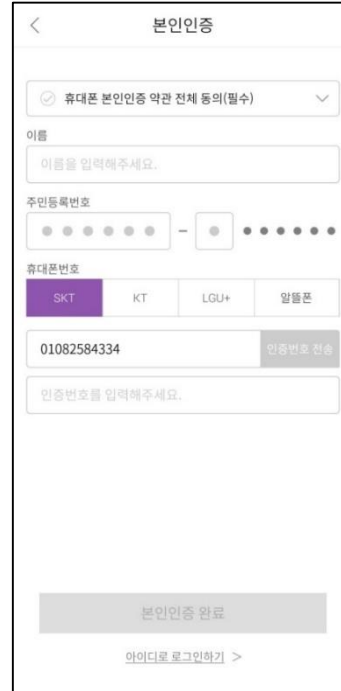 본인인증
휴대폰 본인인증 약관 전체 동의(필수)
이름
이름을 입력해주세요.
주민등록번호
–
휴대폰번호
SKT KT LGU+ 알뜰폰
01082584334 인증번호 전송
인증번호를 입력해주세요.
본인인증 완료
아이디로 로그인하기 >